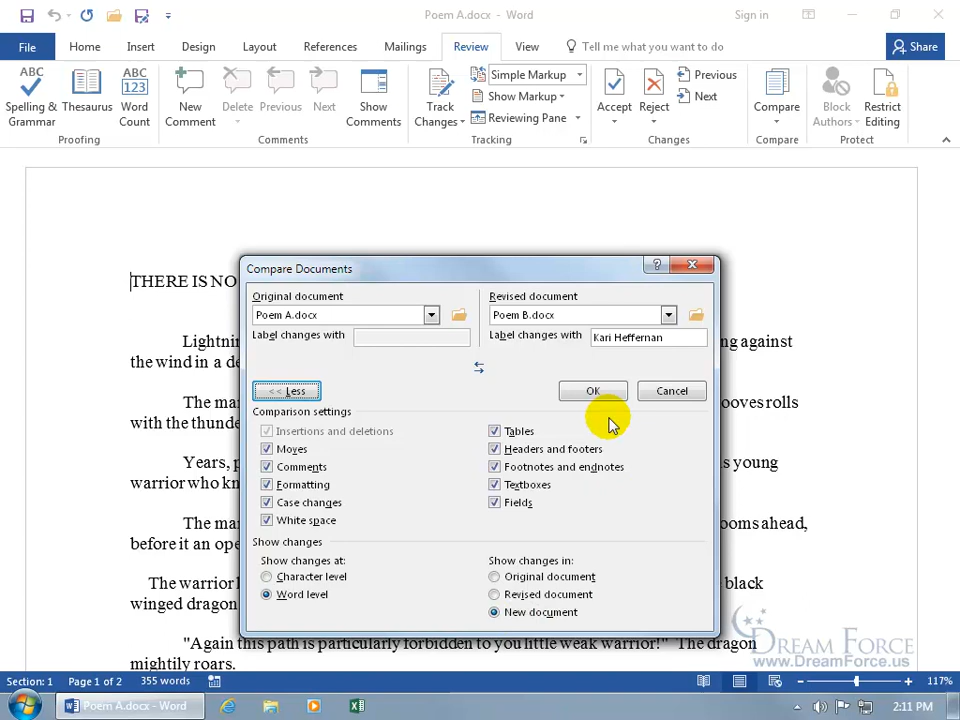 Poem A.docx - Word
Sign in
File Home Insert Design Layout References Mailings Review View Tell me what you want to do Share
ABC ABC 123
Spelling & Grammar Thesaurus Word Count
Proofing
New Comment Delete Previous Next Show Comments
Comments
Track Changes Simple Markup
Show Markup
Reviewing Pane
Tracking
Accept Reject Previous
Next
Changes
Compare
Compare
Block Authors Restrict Editing
Protect
THERE IS NO
Compare Documents
Original document Revised document
Poem A.docx Poem B.docx
Label changes with Label changes with Kari Heffernan
<< Less OK Cancel
Comparison settings
Insertions and deletions Tables
Moves Headers and footers
Comments Footnotes and endnotes
Formatting Textboxes
Case changes Fields
White space
Show changes
Show changes at: Show changes in:
Character level Original document
Word level Revised document
New document
Lightnin ng against
the wind in a de
The ma ooves rolls
with the thunde
Years, p s young
warrior who kn
The ma oms ahead,
before it an ope
The warrior l e black
winged dragon
"Again this path is particularly forbidden to you little weak warrior!" The dragon
mightily roars.
DREAM FORCE
www.DreamForce.us
Section: 1 Page 1 of 2 355 words 117%
Poem A.docx - Word 2:11 PM